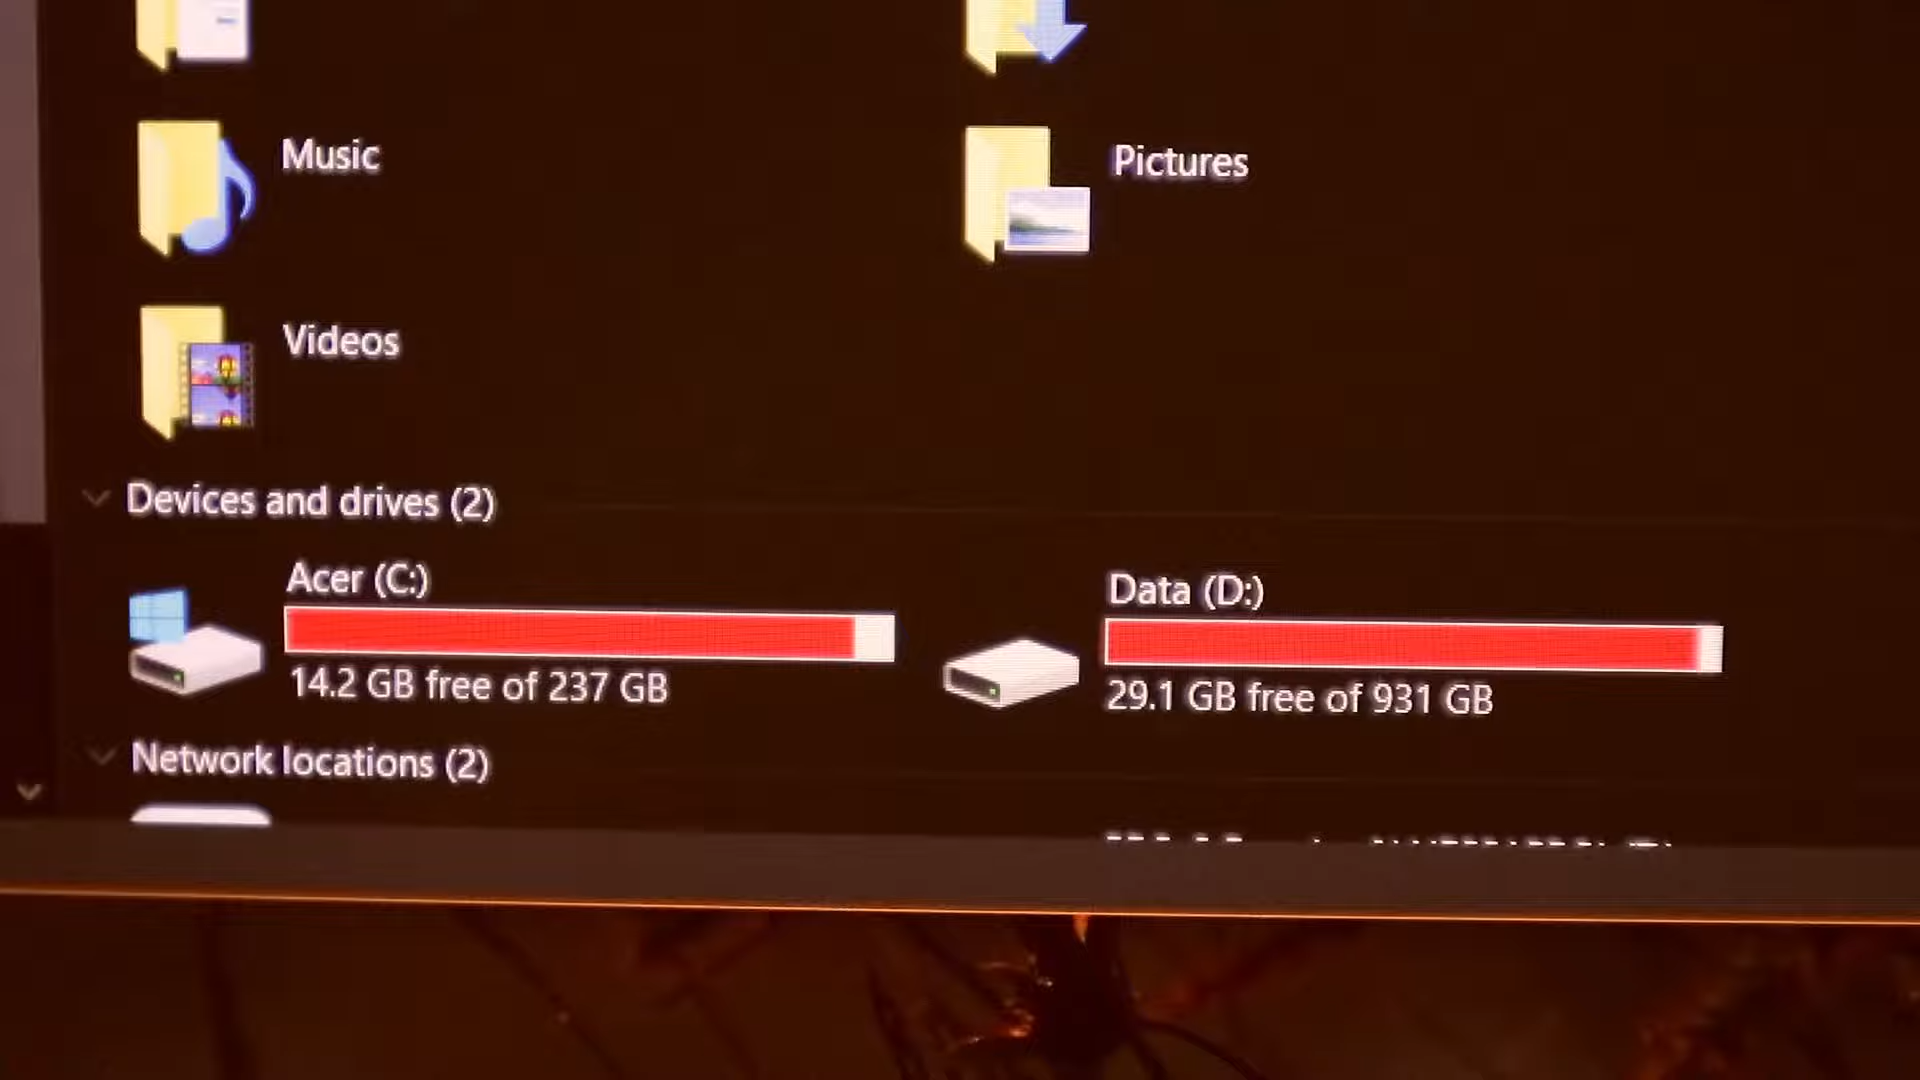 Music
Pictures
Videos
Devices and drives (2)
Acer (C:)
14.2 GB free of 237 GB
Data (D:)
29.1 GB free of 931 GB
Network locations (2)